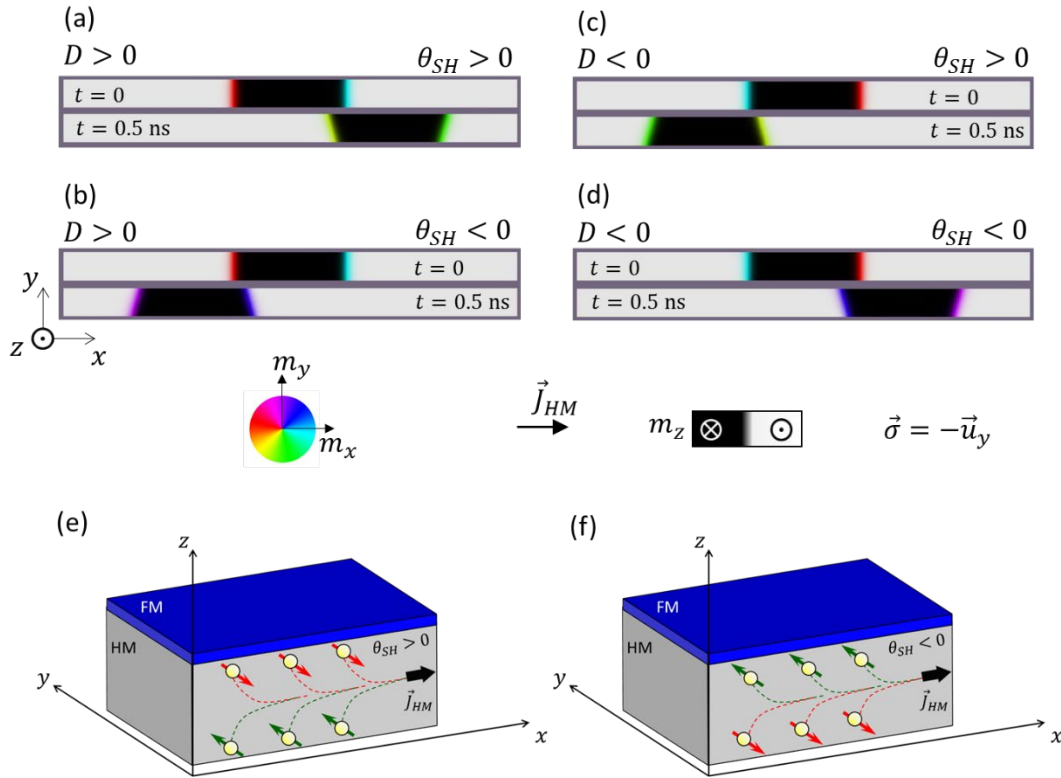 (a)
D > 0 θ_SH > 0
t = 0
t = 0.5 ns
(c)
D < 0 θ_SH > 0
t = 0
t = 0.5 ns
(b)
D > 0 θ_SH < 0
t = 0
t = 0.5 ns
(d)
D < 0 θ_SH < 0
t = 0
t = 0.5 ns
y
z x
m_y
m_x
J⃗_HM
m_z ⊗ ⊙
σ⃗ = −u⃗_y
(e)
z
FM
HM
θ_SH > 0
J⃗_HM
y
x
(f)
z
FM
HM
θ_SH < 0
J⃗_HM
y
x